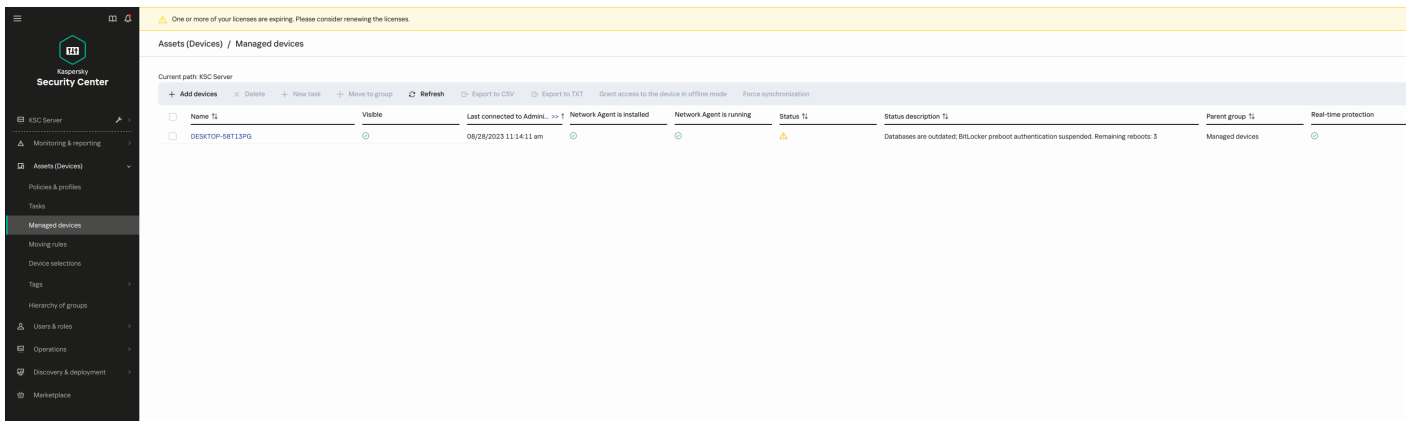 One or more of your licenses are expiring. Please consider renewing the licenses.
Kaspersky
Security Center
KSC Server
Monitoring & reporting
Assets (Devices)
Policies & profiles
Tasks
Managed devices
Moving rules
Device selections
Tags
Hierarchy of groups
Users & roles
Operations
Discovery & deployment
Marketplace
Assets (Devices) / Managed devices
Current path: KSC Server
+ Add devices × Delete + New task Move to group Refresh Export to CSV Export to TXT Grant access to the device in offline mode Force synchronization
Name Visible Last connected to Admini... >> Network Agent is installed Network Agent is running Status Status description Parent group Real-time protection
DESKTOP-58T13PG 08/28/2023 11:14:11 am Databases are outdated; BitLocker preboot authentication suspended. Remaining reboots: 3 Managed devices